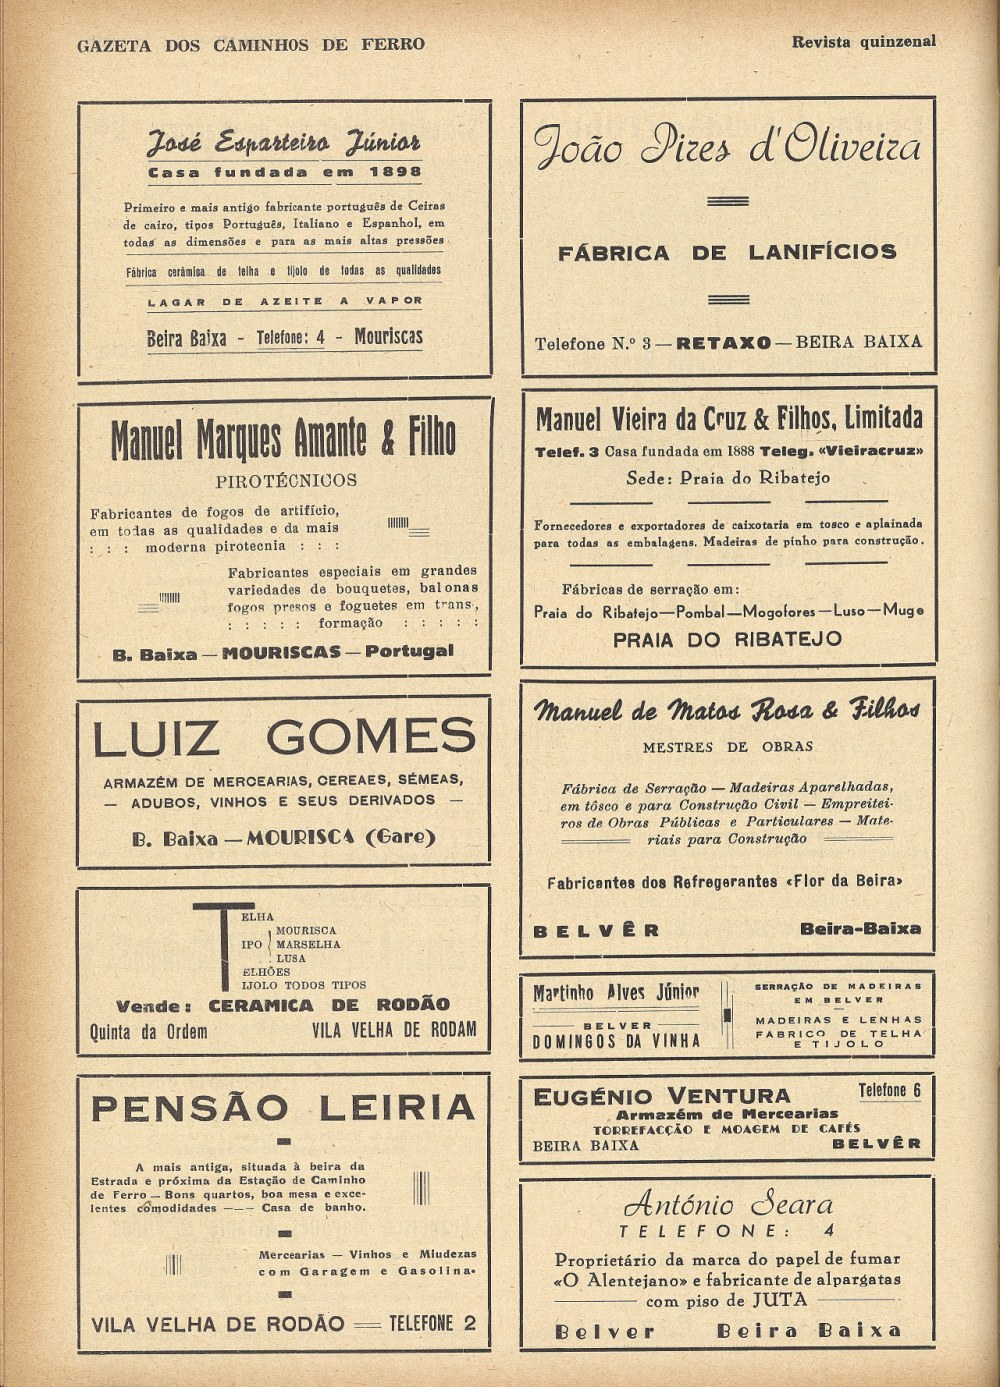 GAZETA DOS CAMINHOS DE FERRO
Revista quinzenal
José Esparteiro Júnior
Casa fundada em 1898
Primeiro e mais antigo fabricante português de Ceiras
de cairo, tipos Português, Italiano e Espanhol, em
todas as dimensões e para as mais altas pressões
Fábrica cerâmica de telha e tijolo de todas as qualidades
LAGAR DE AZEITE A VAPOR
Beira Baixa - Telefone: 4 - Mouriscas
Manuel Marques Amante & Filho
PIROTÉCNICOS
Fabricantes de fogos de artifício,
em todas as qualidades e da mais
: : : moderna pirotecnia : : :
Fabricantes especiais em grandes
variedades de bouquetes, balonas
fogos presos e foguetes em trans-,
: : : : : formação : : : : :
B. Baixa — MOURISCAS — Portugal
LUIZ GOMES
ARMAZÉM DE MERCEARIAS, CEREAES, SÉMEAS,
— ADUBOS, VINHOS E SEUS DERIVADOS —
B. Baixa — MOURISCA (Gare)
TELHA
MOURISCA
IPO MARSELHA
LUSA
ELHÕES
IJOLO TODOS TIPOS
Vende: CERAMICA DE RODÃO
Quinta da Ordem VILA VELHA DE RODAM
PENSÃO LEIRIA
A mais antiga, situada à beira da
Estrada e próxima da Estação de Caminho
de Ferro — Bons quartos, boa mesa e exce-
lentes comodidades — Casa de banho.
Mercearias — Vinhos e Miudezas
com Garagem e Gasolina.
VILA VELHA DE RODÃO — TELEFONE 2
João Pires d'Oliveira
FÁBRICA DE LANIFÍCIOS
Telefone N.º 3 — RETAXO — BEIRA BAIXA
Manuel Vieira da Cruz & Filhos, Limitada
Telef. 3 Casa fundada em 1888 Teleg. «Vieiracruz»
Sede: Praia do Ribatejo
Fornecedores e exportadores de caixotaria em tosco e aplainada
para todas as embalagens. Madeiras de pinho para construção.
Fábricas de serração em:
Praia do Ribatejo—Pombal—Mogofores—Luso—Muge
PRAIA DO RIBATEJO
Manuel de Matos Rosa & Filhos
MESTRES DE OBRAS
Fábrica de Serração — Madeiras Aparelhadas,
em tôsco e para Construção Civil — Empreitei-
ros de Obras Públicas e Particulares — Mate-
riais para Construção
Fabricantes dos Refregerantes «Flor da Beira»
BELVÊR Beira-Baixa
Martinho Alves Júnior
BELVER
DOMINGOS DA VINHA
SERRAÇÃO DE MADEIRAS
EM BELVER
MADEIRAS E LENHAS
FABRICO DE TELHA
E TIJOLO
EUGÉNIO VENTURA Telefone 6
Armazém de Mercearias
TORREFACÇÃO E MOAGEM DE CAFÉS
BEIRA BAIXA BELVÊR
António Seara
TELEFONE: 4
Proprietário da marca do papel de fumar
«O Alentejano» e fabricante de alpargatas
com piso de JUTA
Belver Beira Baixa